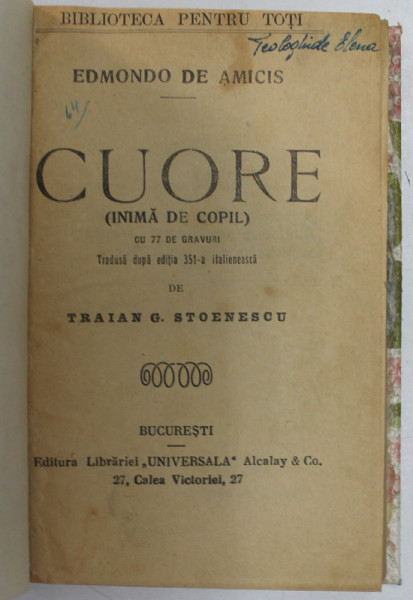 BIBLIOTECA PENTRU TOȚI
Elena
EDMONDO DE AMICIS
CUORE
(INIMĂ DE COPIL)
CU 77 DE GRAVURI
Tradusă după ediția 351-a italienească
DE
TRAIAN G. STOENESCU
BUCUREȘTI
Editura Librăriei „UNIVERSALA“ Alcalay & Co.
27, Calea Victoriei, 27